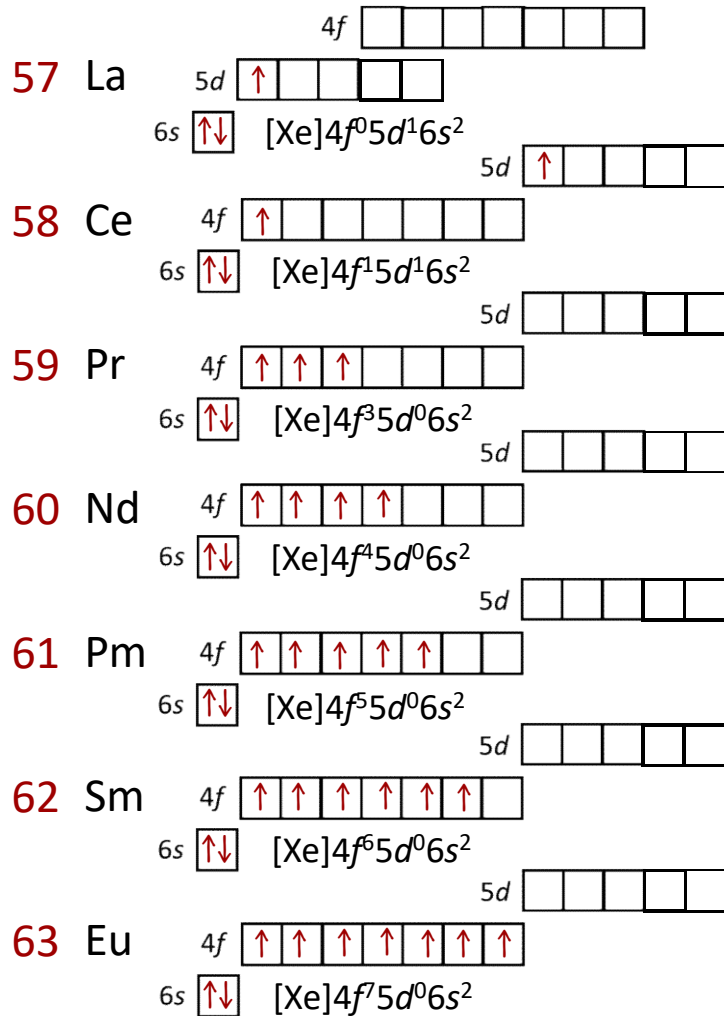 4f
57 La 5d ↑
6s ↑↓ [Xe]4f⁰5d¹6s²
5d ↑
58 Ce 4f ↑
6s ↑↓ [Xe]4f¹5d¹6s²
5d
59 Pr 4f ↑ ↑ ↑
6s ↑↓ [Xe]4f³5d⁰6s²
5d
60 Nd 4f ↑ ↑ ↑ ↑
6s ↑↓ [Xe]4f⁴5d⁰6s²
5d
61 Pm 4f ↑ ↑ ↑ ↑ ↑
6s ↑↓ [Xe]4f⁵5d⁰6s²
5d
62 Sm 4f ↑ ↑ ↑ ↑ ↑ ↑
6s ↑↓ [Xe]4f⁶5d⁰6s²
5d
63 Eu 4f ↑ ↑ ↑ ↑ ↑ ↑ ↑
6s ↑↓ [Xe]4f⁷5d⁰6s²